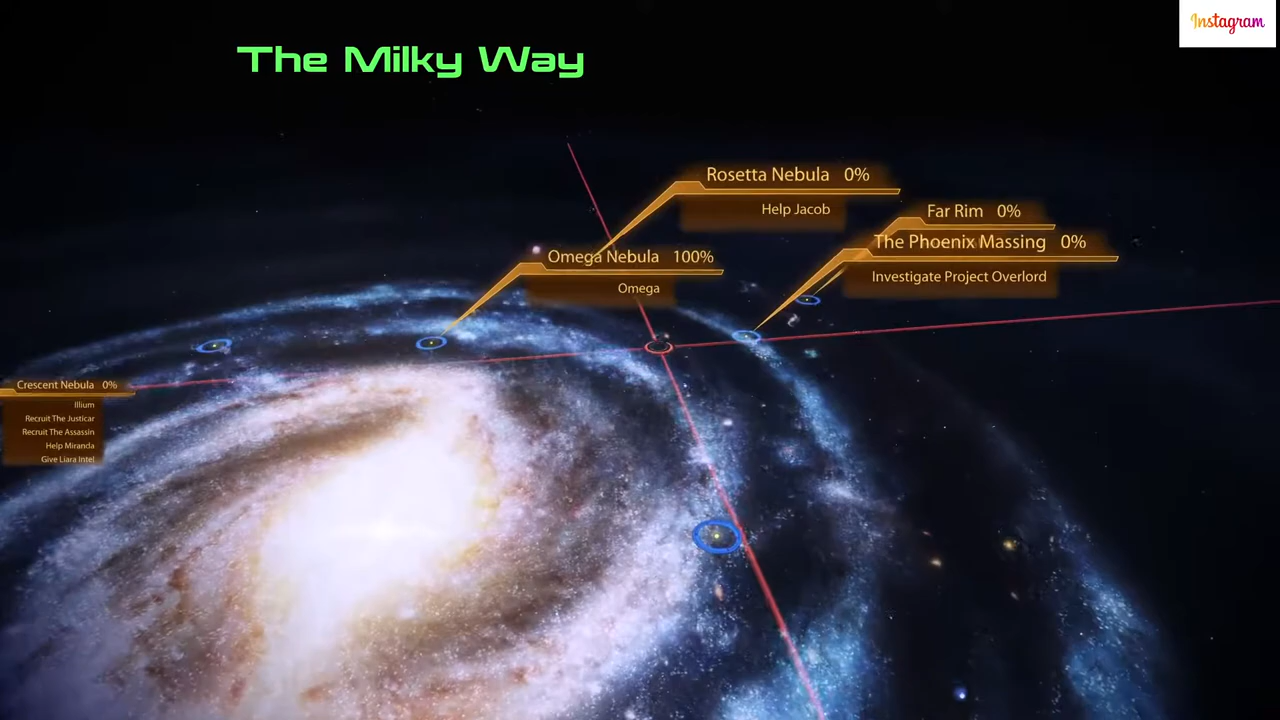 Instagram
The Milky Way
Rosetta Nebula 0%
Help Jacob
Far Rim 0%
The Phoenix Massing 0%
Investigate Project Overlord
Omega Nebula 100%
Omega
Crescent Nebula 0%
Illium
Recruit The Justicar
Recruit The Assassin
Help Miranda
Give Liara Intel